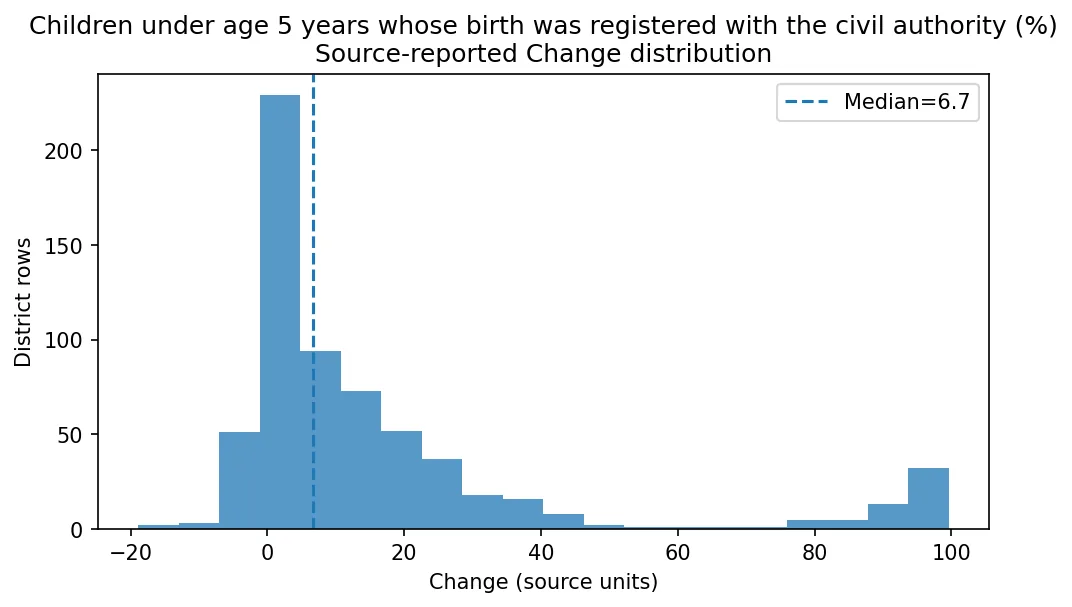 Children under age 5 years whose birth was registered with the civil authority (%)
Source-reported Change distribution
Median=6.7
District rows
200
150
100
50
0
−20
0
20
40
60
80
100
Change (source units)